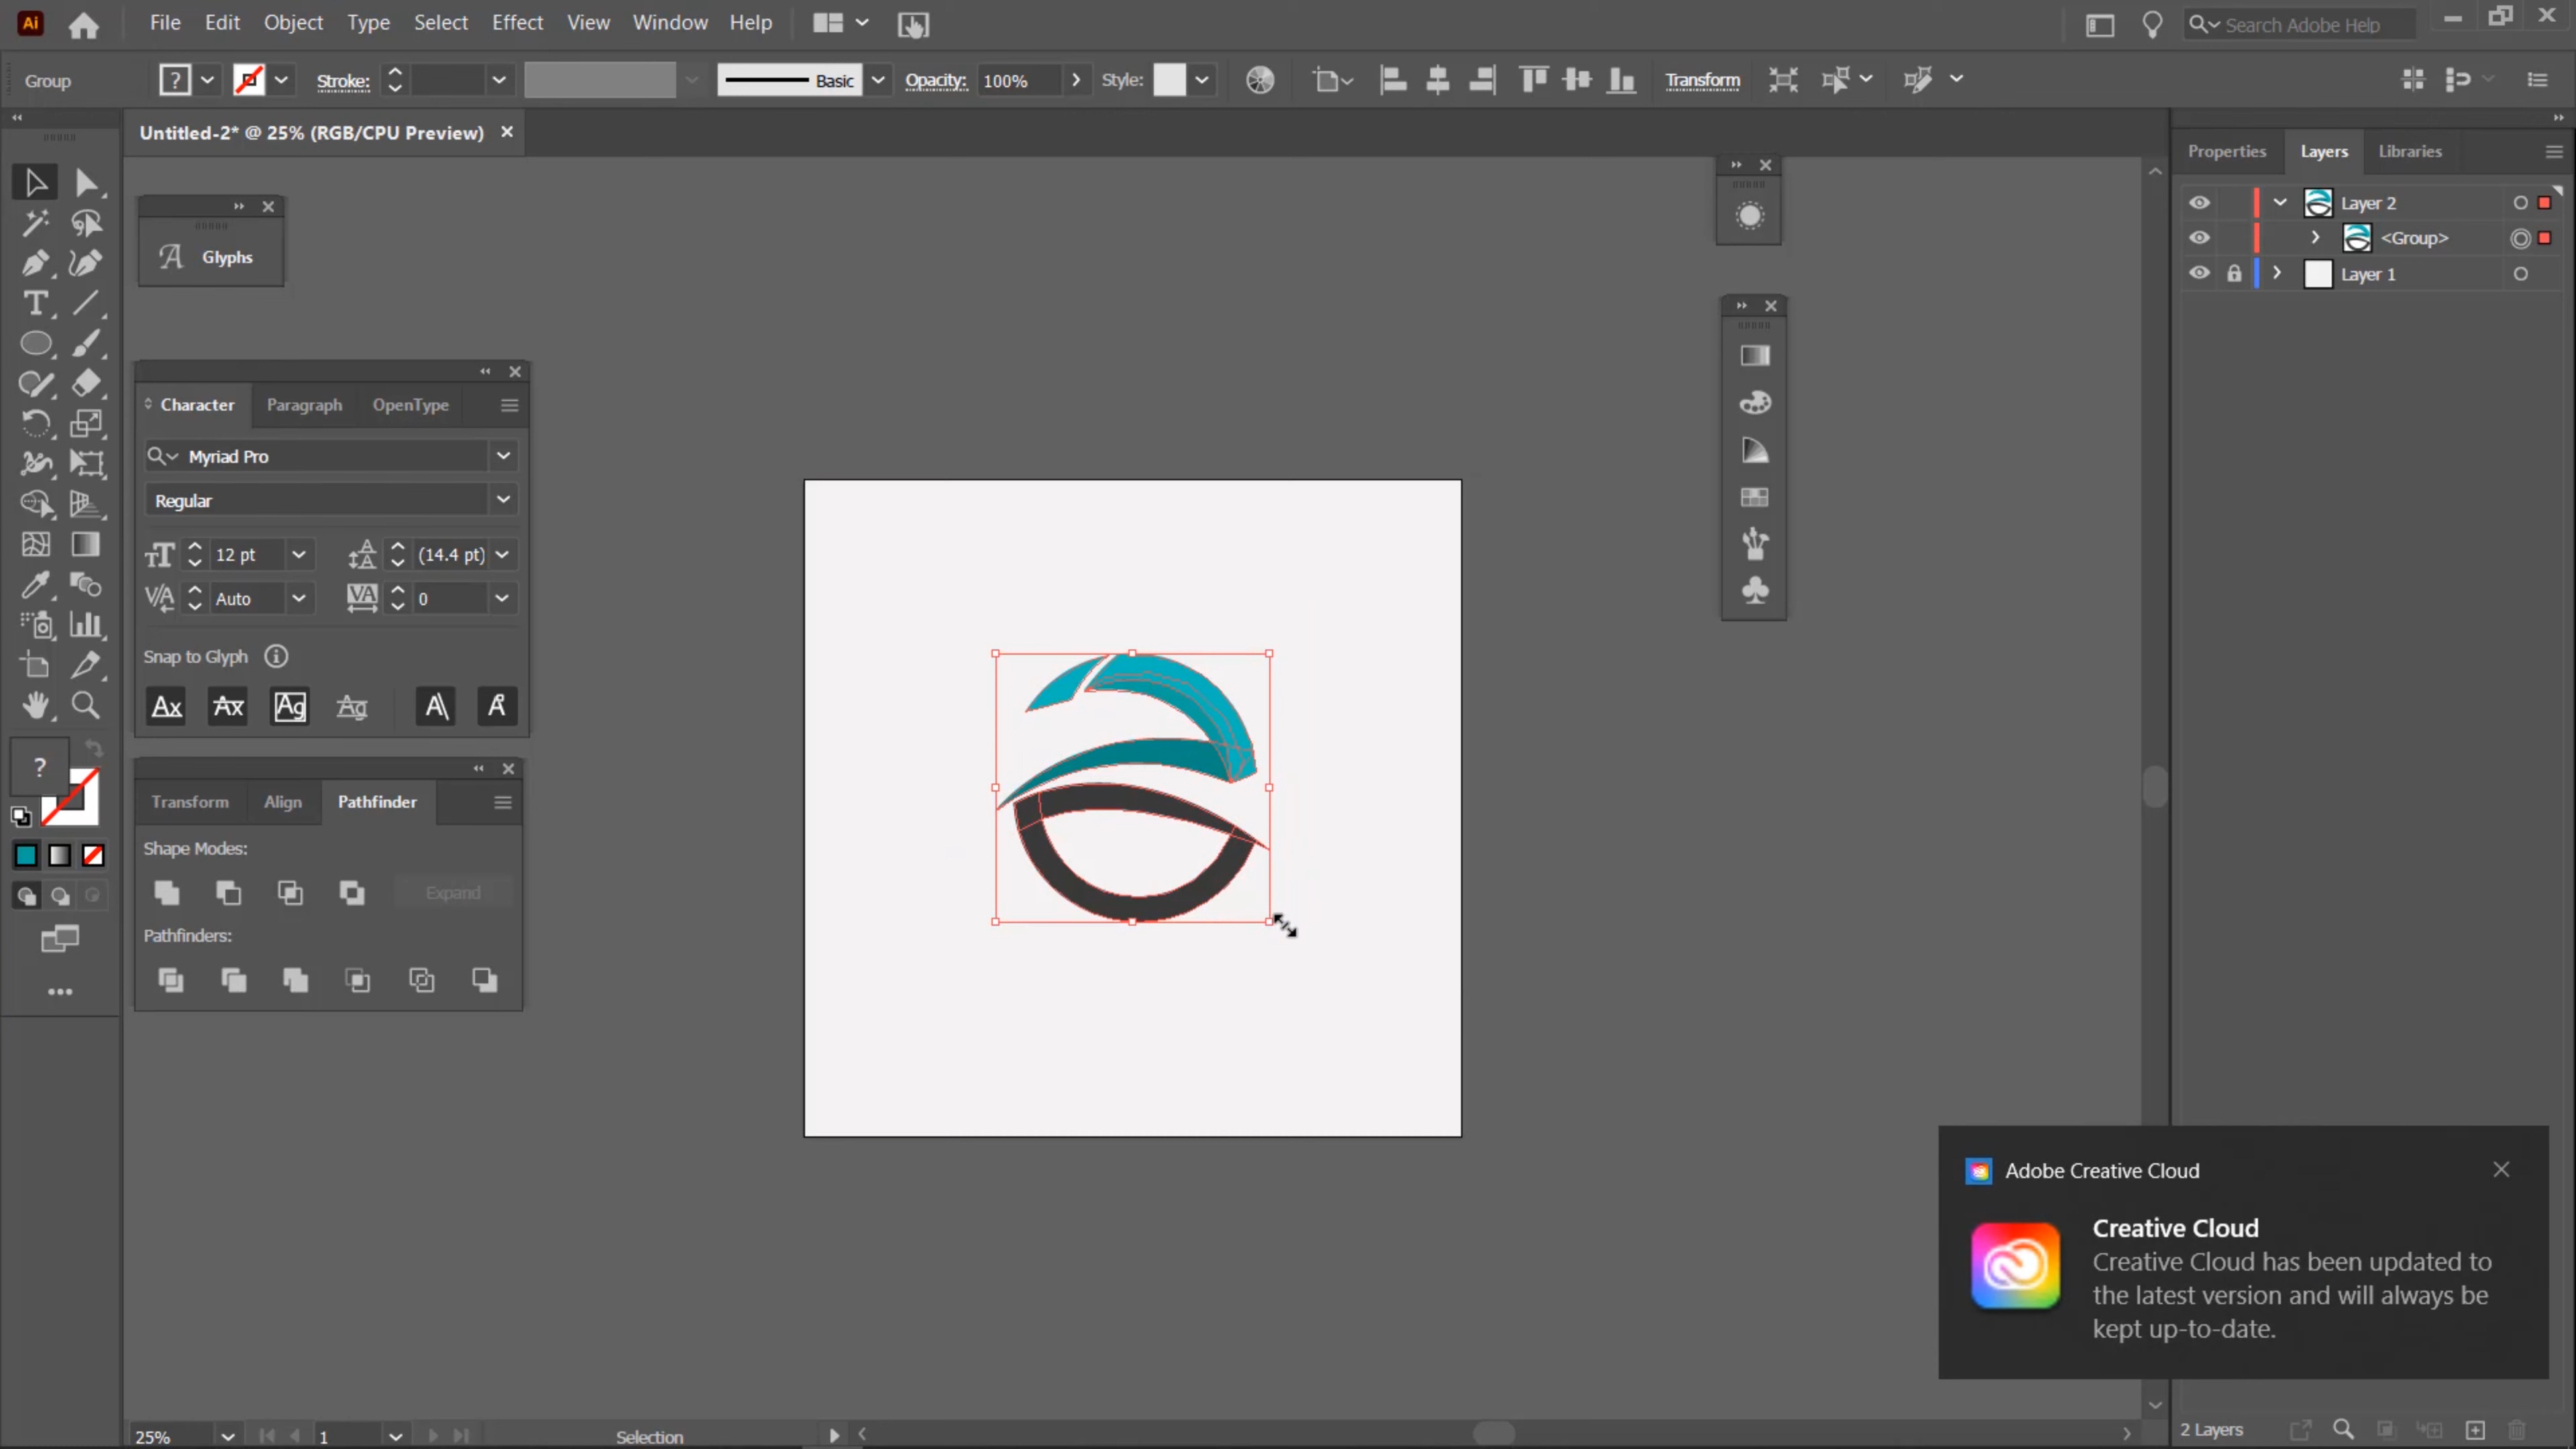 Ai File Edit Object Type Select Effect View Window Help Search Adobe Help
Group ? Stroke: Basic Opacity: 100% Style: Transform
Untitled-2* @ 25% (RGB/CPU Preview)
Properties Layers Libraries
Layer 2
<Group>
Layer 1
A Glyphs
Character Paragraph OpenType
Myriad Pro
Regular
12 pt (14.4 pt)
Auto 0
Snap to Glyph
?
Transform Align Pathfinder
Shape Modes:
Expand
Pathfinders:
Adobe Creative Cloud
Creative Cloud
Creative Cloud has been updated to
the latest version and will always be
kept up-to-date.
25% 1 Selection
2 Layers